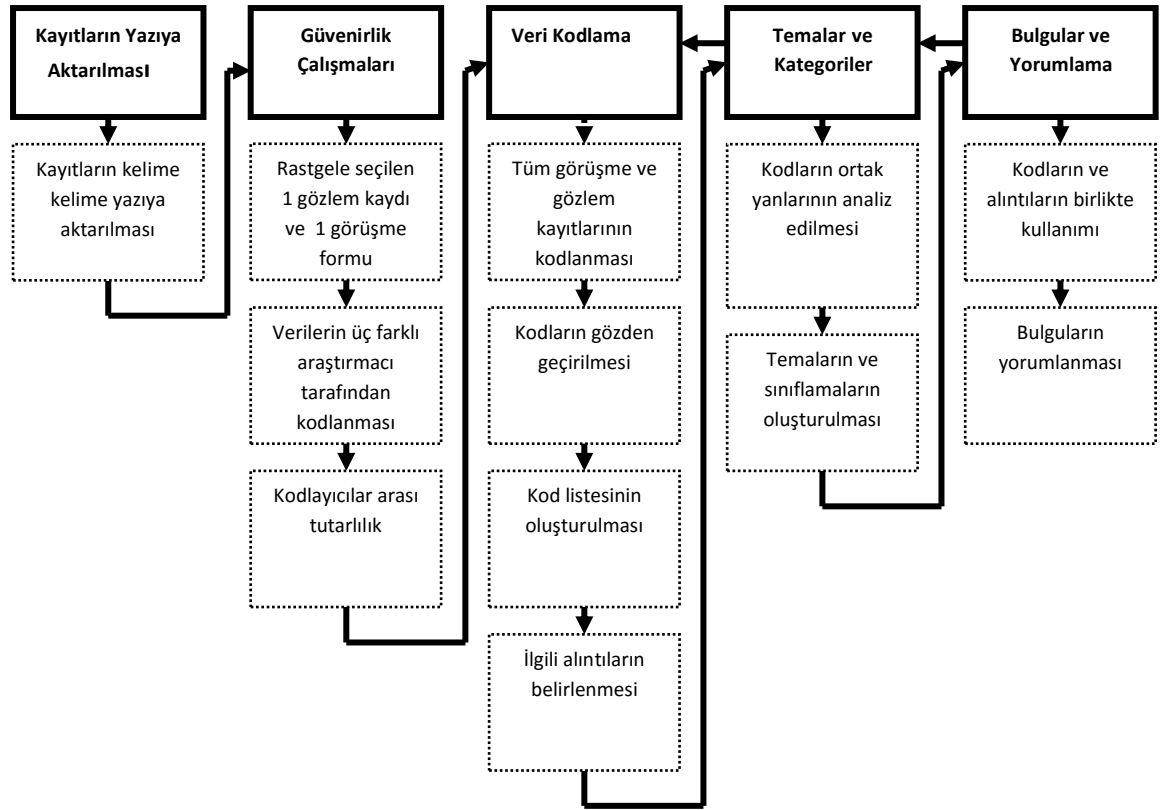 Kayıtların Yazıya
Aktarılması
Güvenirlik
Çalışmaları
Veri Kodlama
Temalar ve
Kategoriler
Bulgular ve
Yorumlama
Kayıtların kelime
kelime yazıya
aktarılması
Rastgele seçilen
1 gözlem kaydı
ve 1 görüşme
formu
Verilerin üç farklı
araştırmacı
tarafından
kodlanması
Kodlayıcılar arası
tutarlılık
Tüm görüşme ve
gözlem
kayıtlarının
kodlanması
Kodların gözden
geçirilmesi
Kod listesinin
oluşturulması
İlgili alıntıların
belirlenmesi
Kodların ortak
yanlarının analiz
edilmesi
Temaların ve
sınıflamaların
oluşturulması
Kodların ve
alıntıların birlikte
kullanımı
Bulguların
yorumlanması